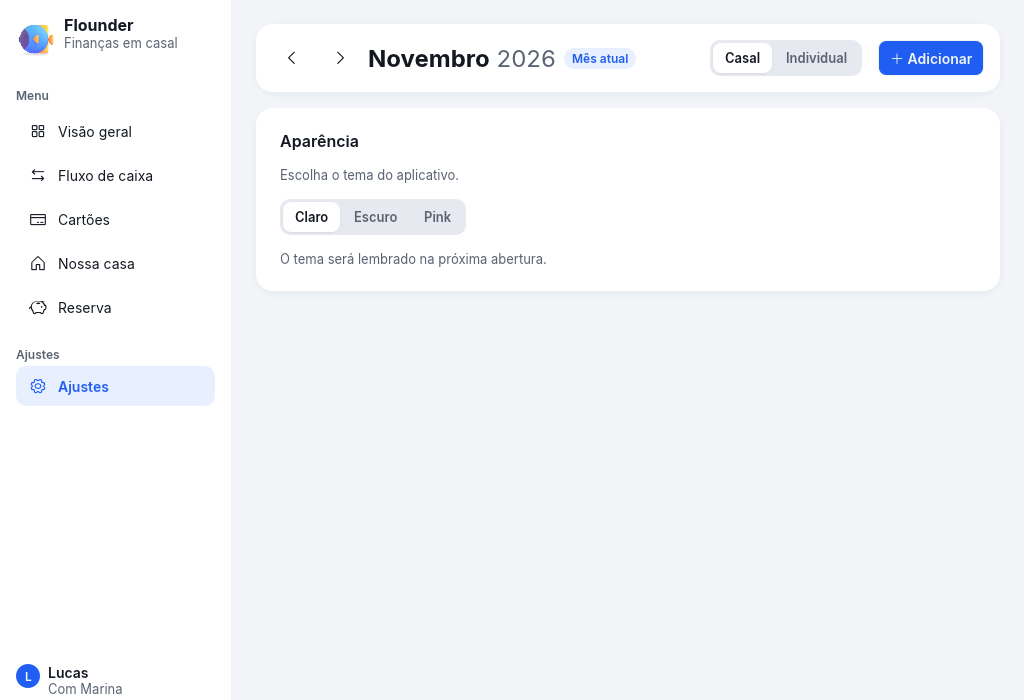 Flounder
Finanças em casal
Menu
Visão geral
Fluxo de caixa
Cartões
Nossa casa
Reserva
Ajustes
Ajustes
L
Lucas
Com Marina
Novembro 2026 Mês atual
Casal Individual
+ Adicionar
Aparência
Escolha o tema do aplicativo.
Claro Escuro Pink
O tema será lembrado na próxima abertura.